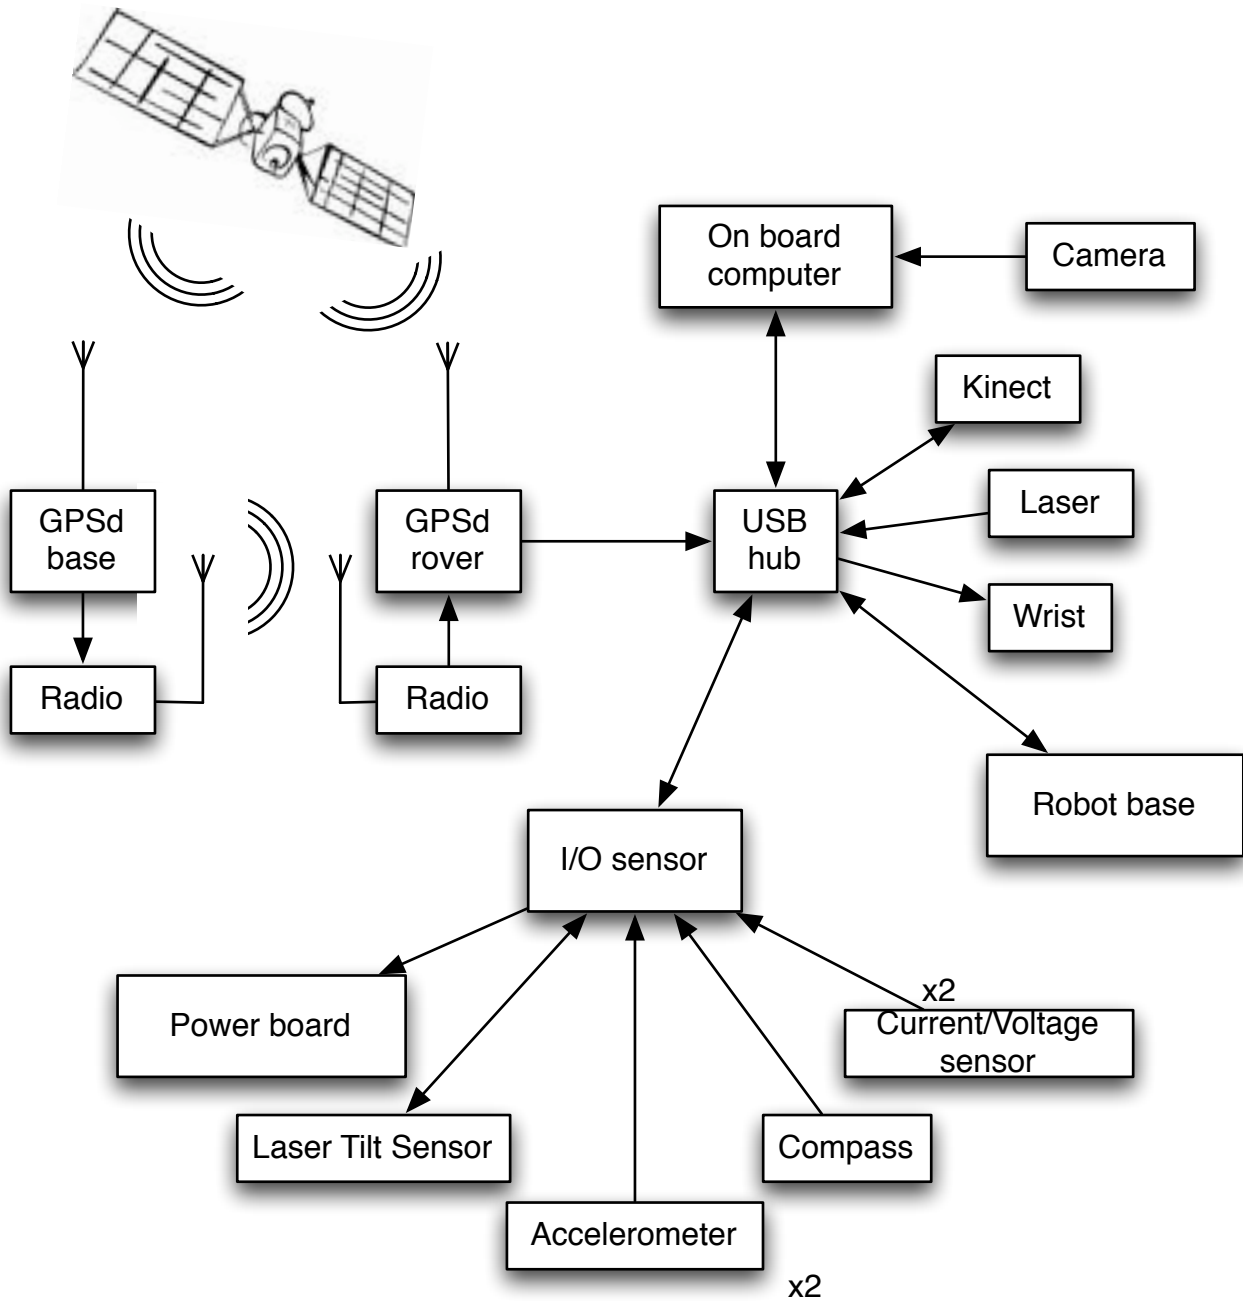 On board
computer
Camera
Kinect
GPSd
base
GPSd
rover
USB
hub
Laser
Wrist
Radio
Radio
Robot base
I/O sensor
Power board
x2
Current/Voltage
sensor
Laser Tilt Sensor
Compass
Accelerometer
x2